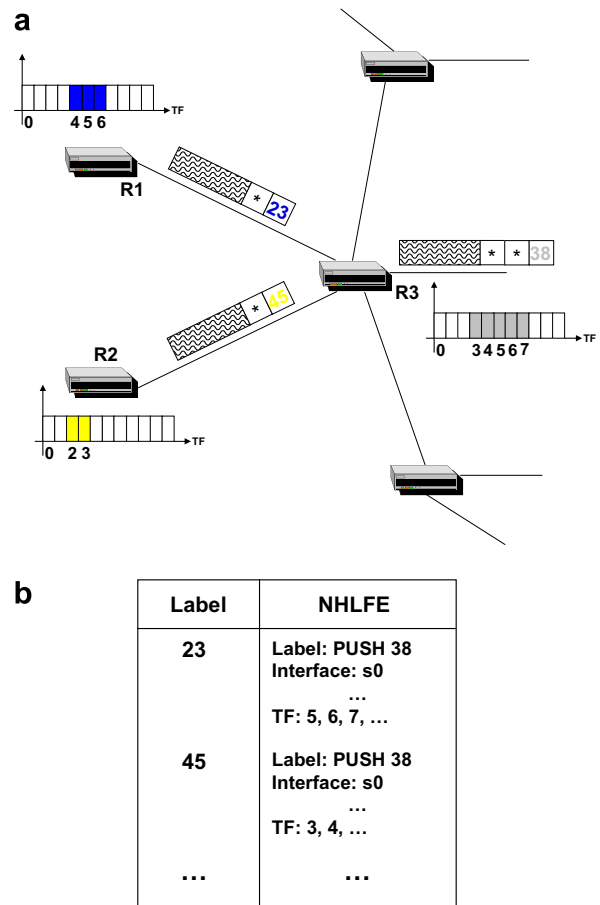 a
TF
0 4 5 6
R1
* 23
* * 38
R3
* 45
TF
0 3 4 5 6 7
R2
TF
0 2 3
b
Label NHLFE
23 Label: PUSH 38
Interface: s0
...
TF: 5, 6, 7, ...
45 Label: PUSH 38
Interface: s0
...
TF: 3, 4, ...
... ...